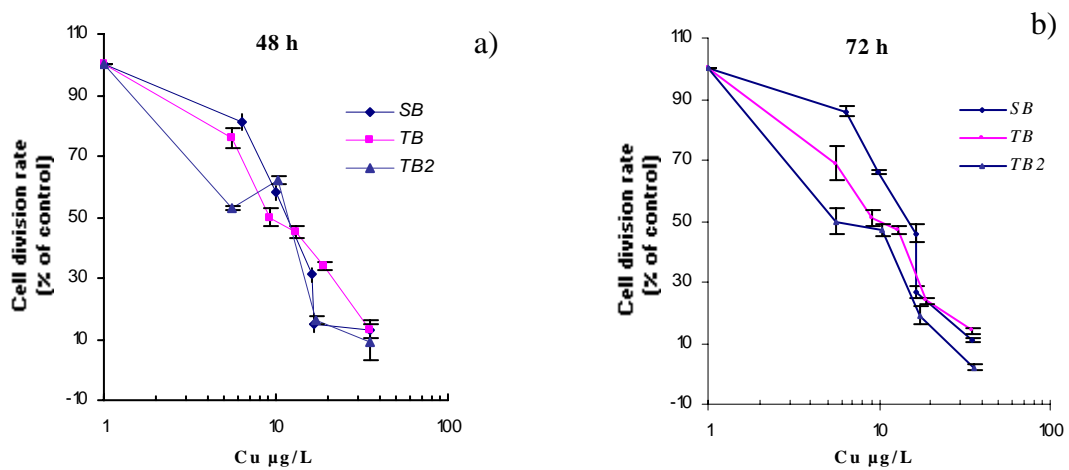 a)
48 h
110
90
70
50
30
10
-10
Cell division rate
(% of control)
SB
TB
TB2
1
10
100
Cu µg/L
b)
72 h
110
90
70
50
30
10
-10
Cell division rate
(% of control)
SB
TB
TB2
1
10
100
Cu µg/L